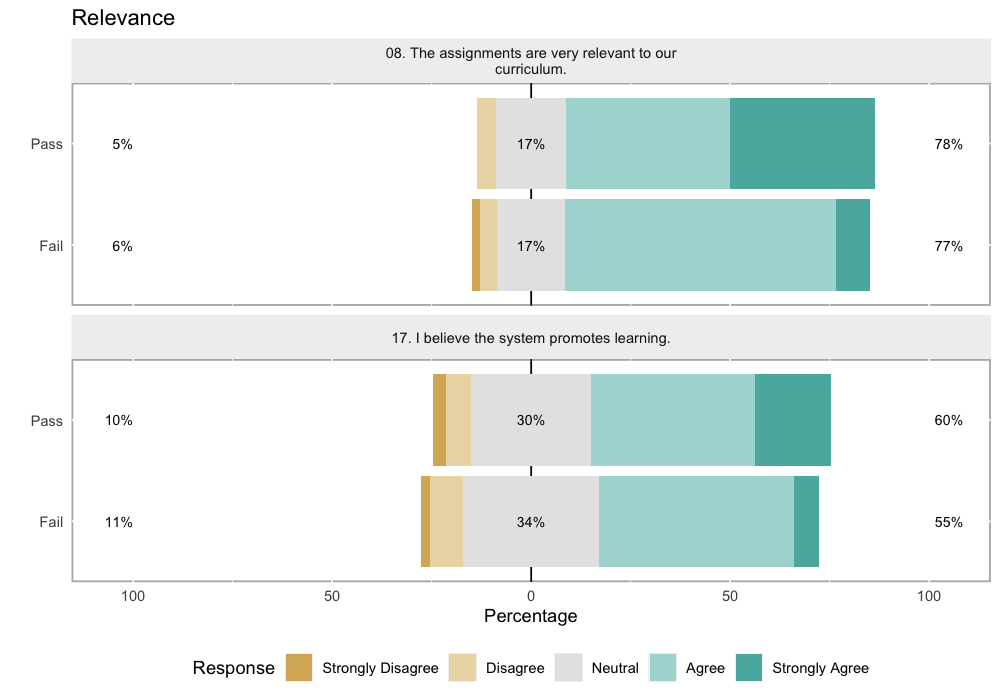 Relevance
08. The assignments are very relevant to our
curriculum.
Pass 5% 17% 78%
Fail 6% 17% 77%
17. I believe the system promotes learning.
Pass 10% 30% 60%
Fail 11% 34% 55%
100 50 0 50 100
Percentage
Response Strongly Disagree Disagree Neutral Agree Strongly Agree